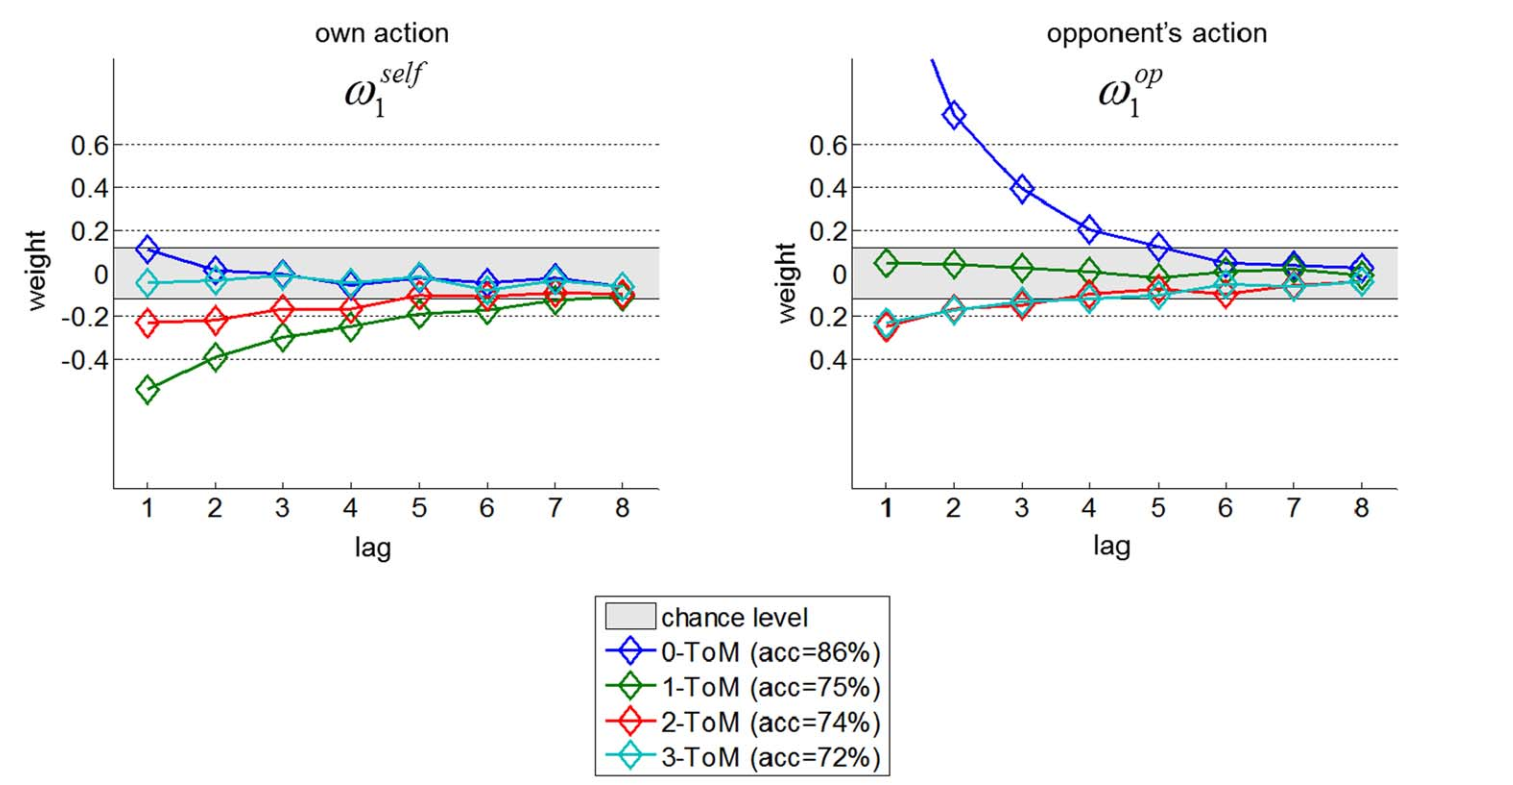 own action
ω₁ˢᵉˡᶠ
0.6
0.4
0.2
0
-0.2
-0.4
weight
1 2 3 4 5 6 7 8
lag
opponent's action
ω₁ᵒᵖ
0.6
0.4
0.2
0
0.2
0.4
weight
1 2 3 4 5 6 7 8
lag
chance level
0-ToM (acc=86%)
1-ToM (acc=75%)
2-ToM (acc=74%)
3-ToM (acc=72%)